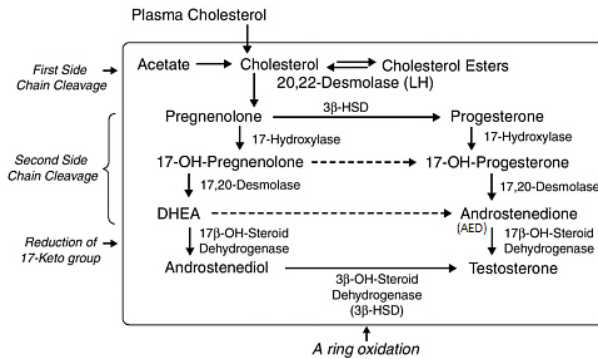 Plasma Cholesterol
First Side
Chain Cleavage
Acetate
Cholesterol
Cholesterol Esters
20,22-Desmolase (LH)
Pregnenolone
3β-HSD
Progesterone
17-Hydroxylase
17-Hydroxylase
Second Side
Chain Cleavage
17-OH-Pregnenolone
17-OH-Progesterone
17,20-Desmolase
17,20-Desmolase
DHEA
Androstenedione
(AED)
Reduction of
17-Keto group
17β-OH-Steroid
Dehydrogenase
17β-OH-Steroid
Dehydrogenase
Androstenediol
Testosterone
3β-OH-Steroid
Dehydrogenase
(3β-HSD)
A ring oxidation